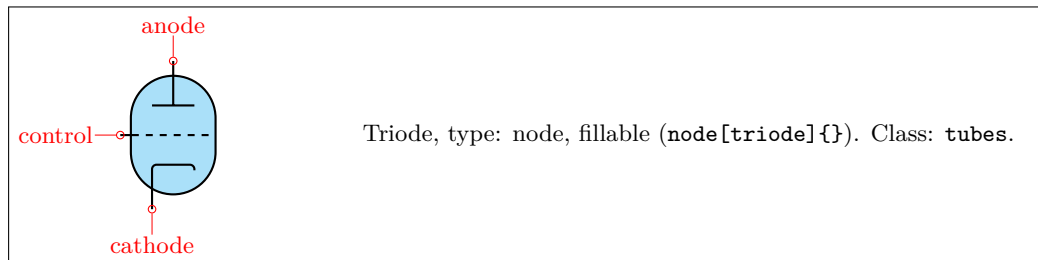 anode
control
cathode
Triode, type: node, fillable (node[triode]{}). Class: tubes.